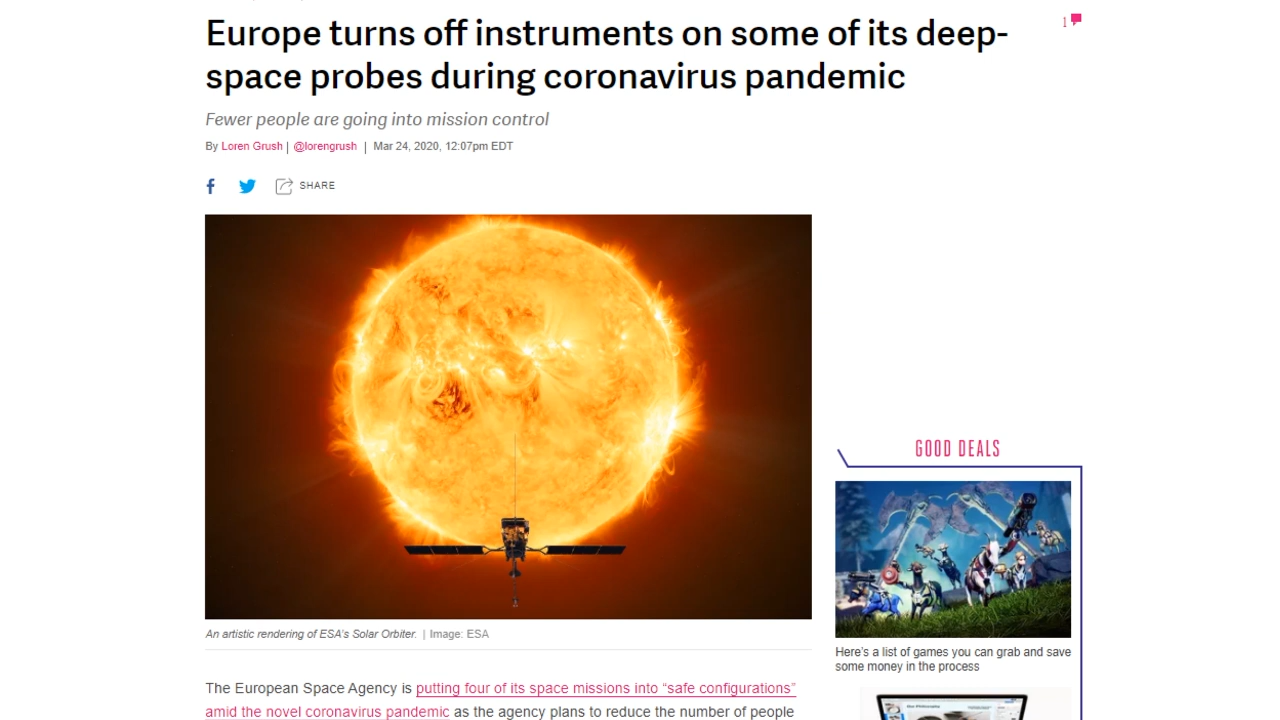 Europe turns off instruments on some of its deep-
space probes during coronavirus pandemic
1
Fewer people are going into mission control
By Loren Grush | @lorengrush | Mar 24, 2020, 12:07pm EDT
SHARE
An artistic rendering of ESA's Solar Orbiter. | Image: ESA
The European Space Agency is putting four of its space missions into “safe configurations”
amid the novel coronavirus pandemic as the agency plans to reduce the number of people
GOOD DEALS
Here’s a list of games you can grab and save
some money in the process